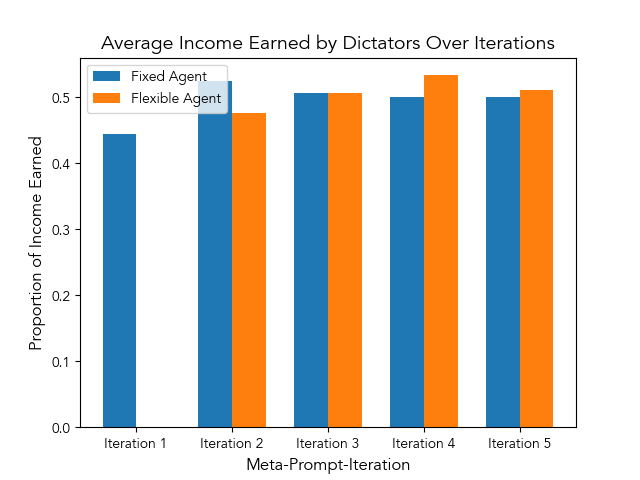 Average Income Earned by Dictators Over Iterations
Fixed Agent
Flexible Agent
Proportion of Income Earned
0.5
0.4
0.3
0.2
0.1
0.0
Iteration 1
Iteration 2
Iteration 3
Iteration 4
Iteration 5
Meta-Prompt-Iteration